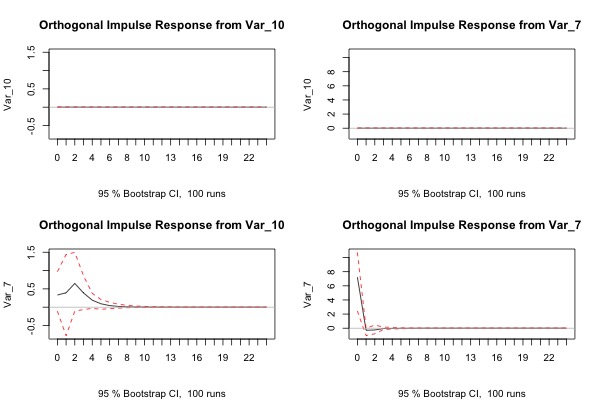 Orthogonal Impulse Response from Var_10
Var_10
1.5
0.5
-0.5
0 2 4 6 8 10 13 16 19 22
95 % Bootstrap CI, 100 runs
Orthogonal Impulse Response from Var_7
Var_10
8
6
4
2
0
0 2 4 6 8 10 13 16 19 22
95 % Bootstrap CI, 100 runs
Orthogonal Impulse Response from Var_10
Var_7
1.5
0.5
-0.5
0 2 4 6 8 10 13 16 19 22
95 % Bootstrap CI, 100 runs
Orthogonal Impulse Response from Var_7
Var_7
8
6
4
2
0
0 2 4 6 8 10 13 16 19 22
95 % Bootstrap CI, 100 runs